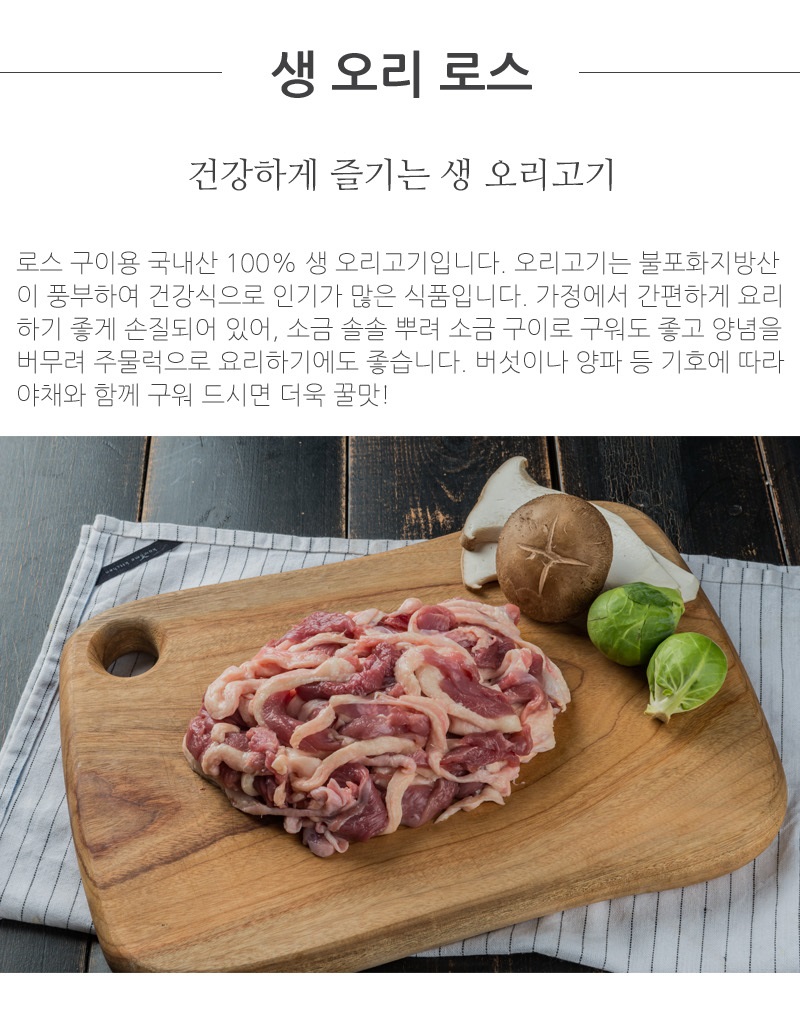 생 오리 로스
건강하게 즐기는 생 오리고기
로스 구이용 국내산 100% 생 오리고기입니다. 오리고기는 불포화지방산
이 풍부하여 건강식으로 인기가 많은 식품입니다. 가정에서 간편하게 요리
하기 좋게 손질되어 있어, 소금 솔솔 뿌려 소금 구이로 구워도 좋고 양념을
버무려 주물럭으로 요리하기에도 좋습니다. 버섯이나 양파 등 기호에 따라
야채와 함께 구워 드시면 더욱 꿀맛!